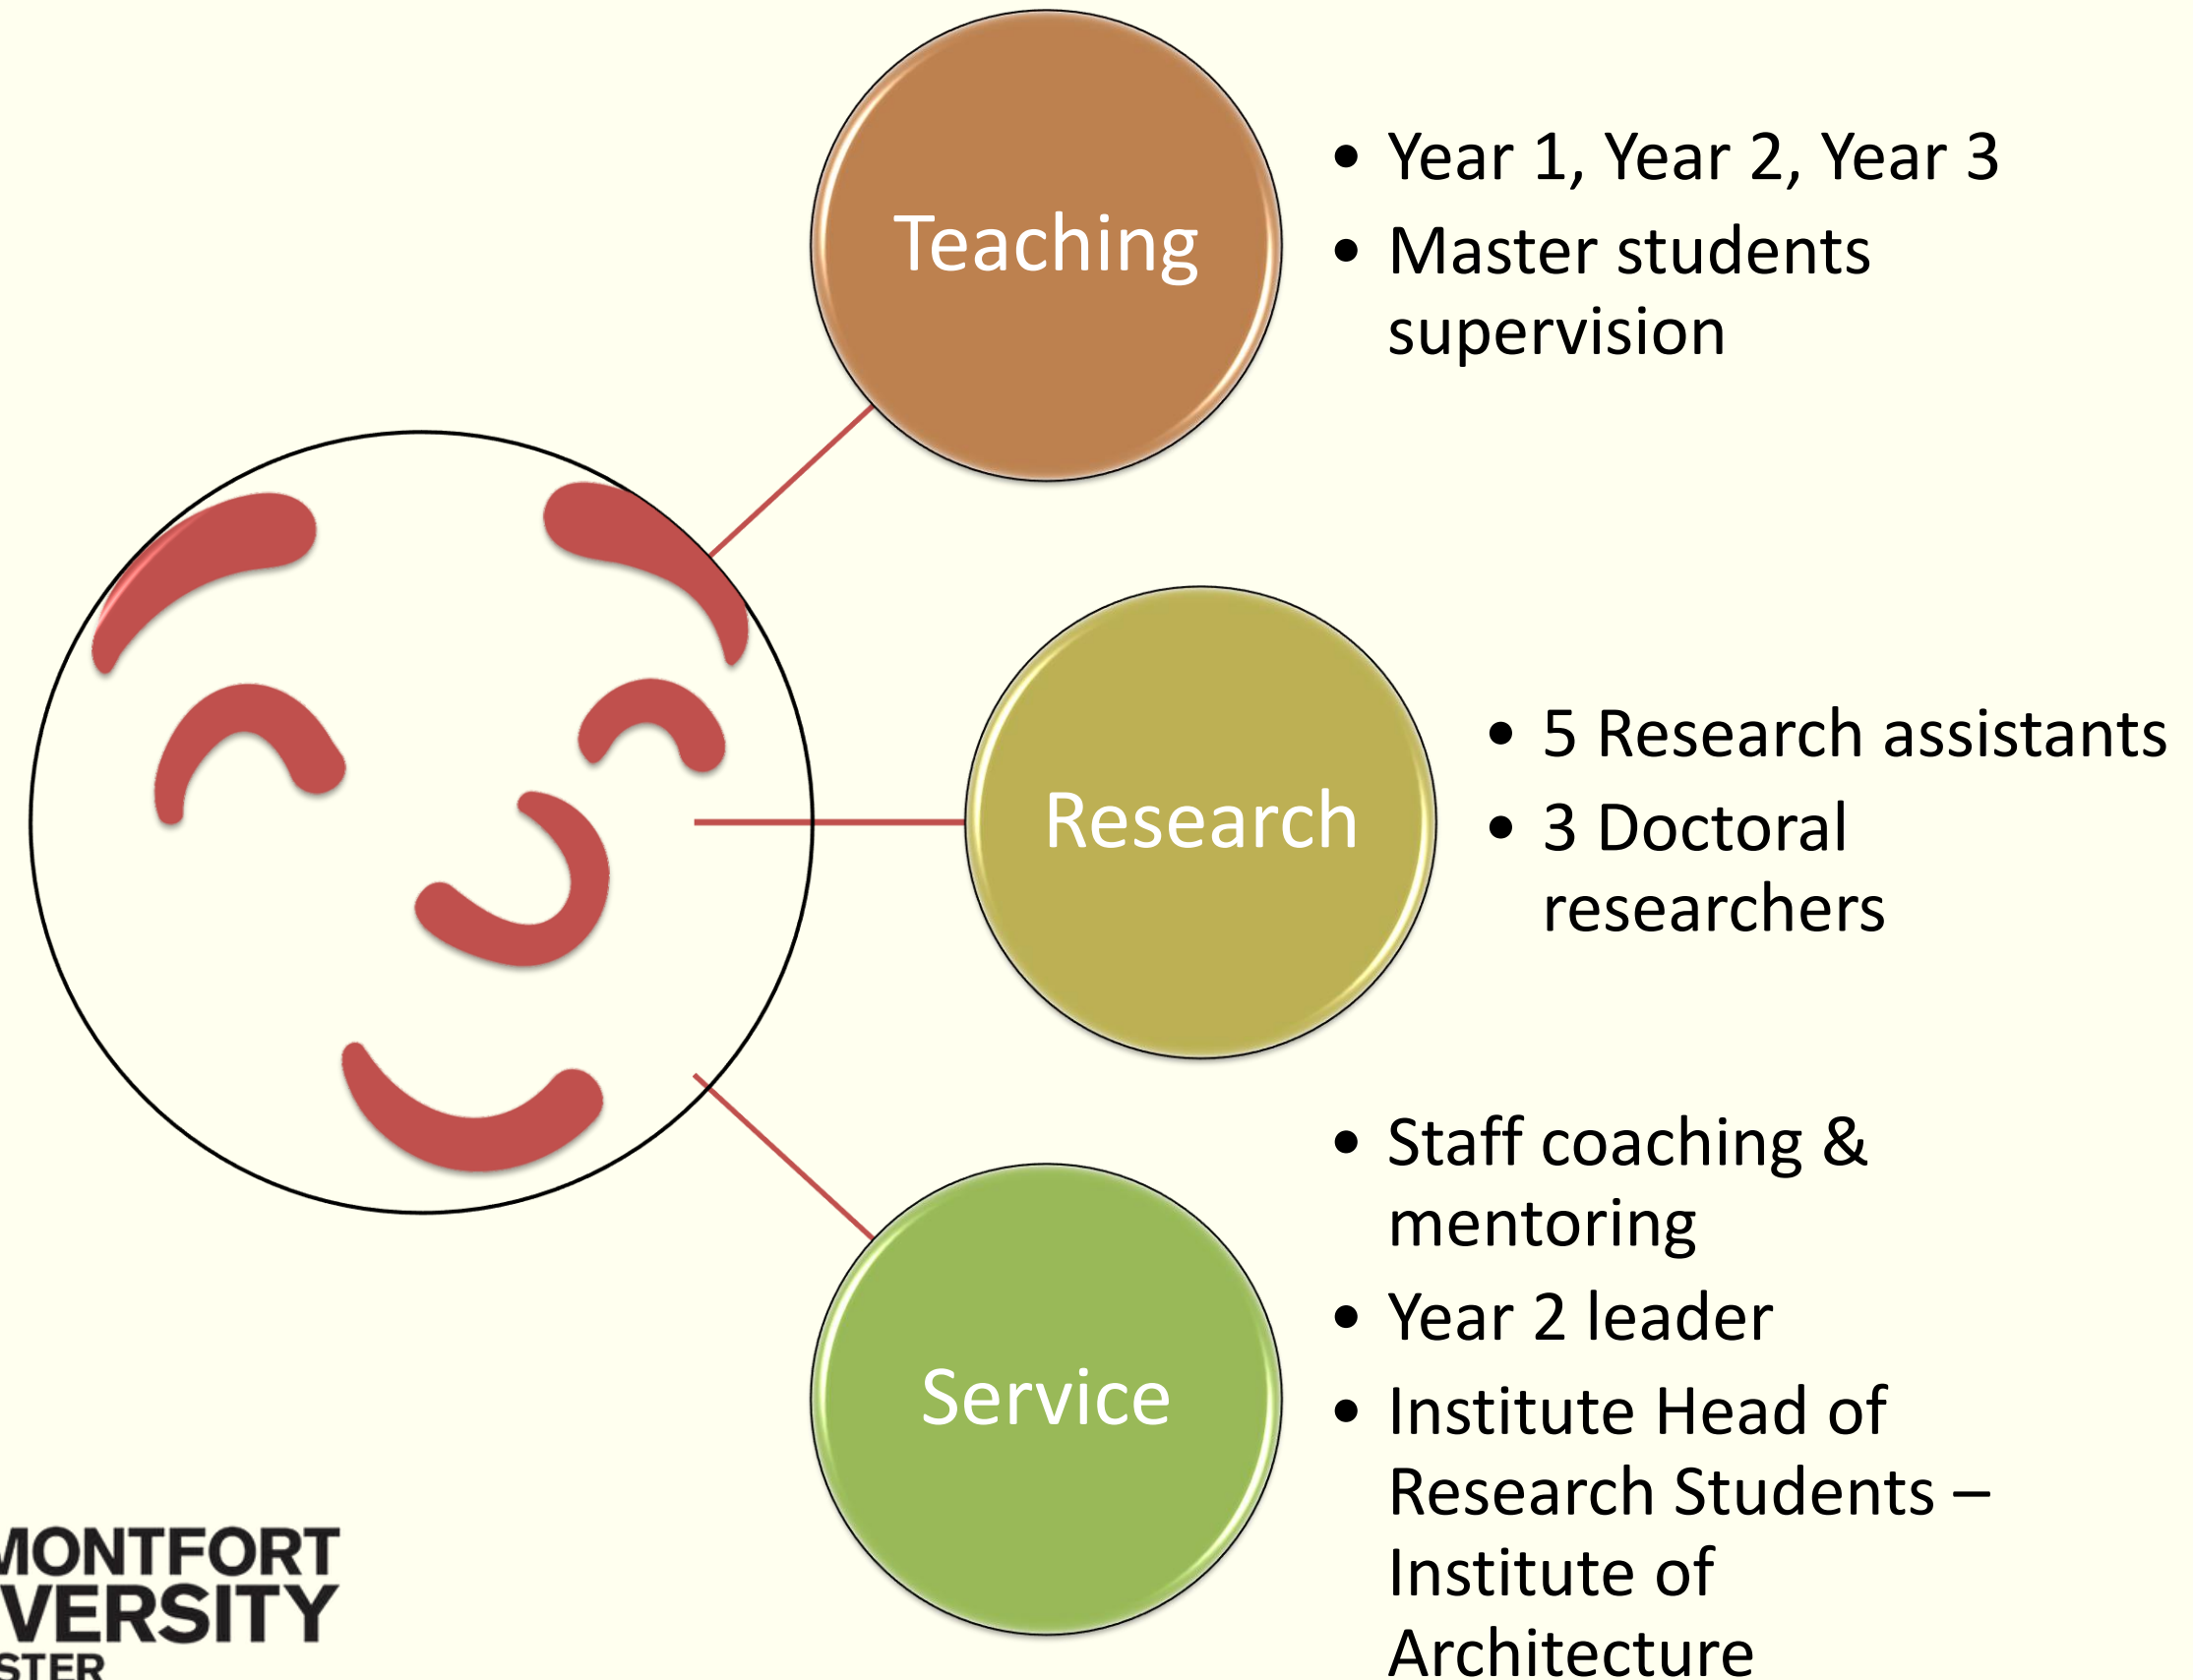 Teaching
• Year 1, Year 2, Year 3
• Master students
supervision
Research
• 5 Research assistants
• 3 Doctoral
researchers
Service
• Staff coaching &
mentoring
• Year 2 leader
• Institute Head of
Research Students –
Institute of
Architecture
MONTFORT
VERSITY
STER